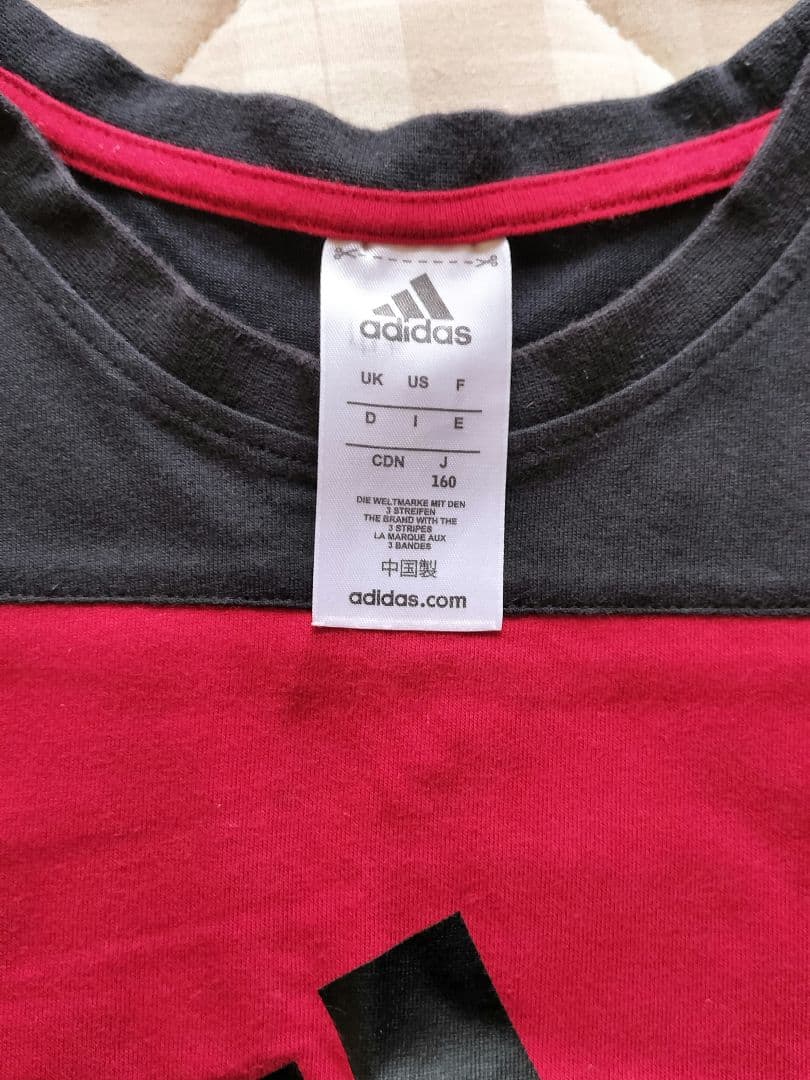 adidas
UK US F
D I E
CDN J
160
DIE WELTMARKE MIT DEN
3 STREIFEN
THE BRAND WITH THE
3 STRIPES
LA MARQUE AUX
3 BANDES
中国製
adidas.com